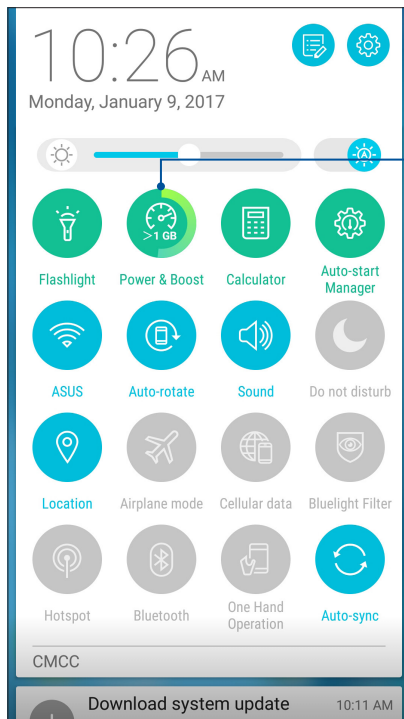 10:26 AM
Monday, January 9, 2017
A
>1 GB
Flashlight
Power & Boost
Calculator
Auto-start
Manager
ASUS
Auto-rotate
Sound
Do not disturb
Location
Airplane mode
Cellular data
Bluelight Filter
Hotspot
Bluetooth
One Hand
Operation
Auto-sync
CMCC
Download system update 10:11 AM